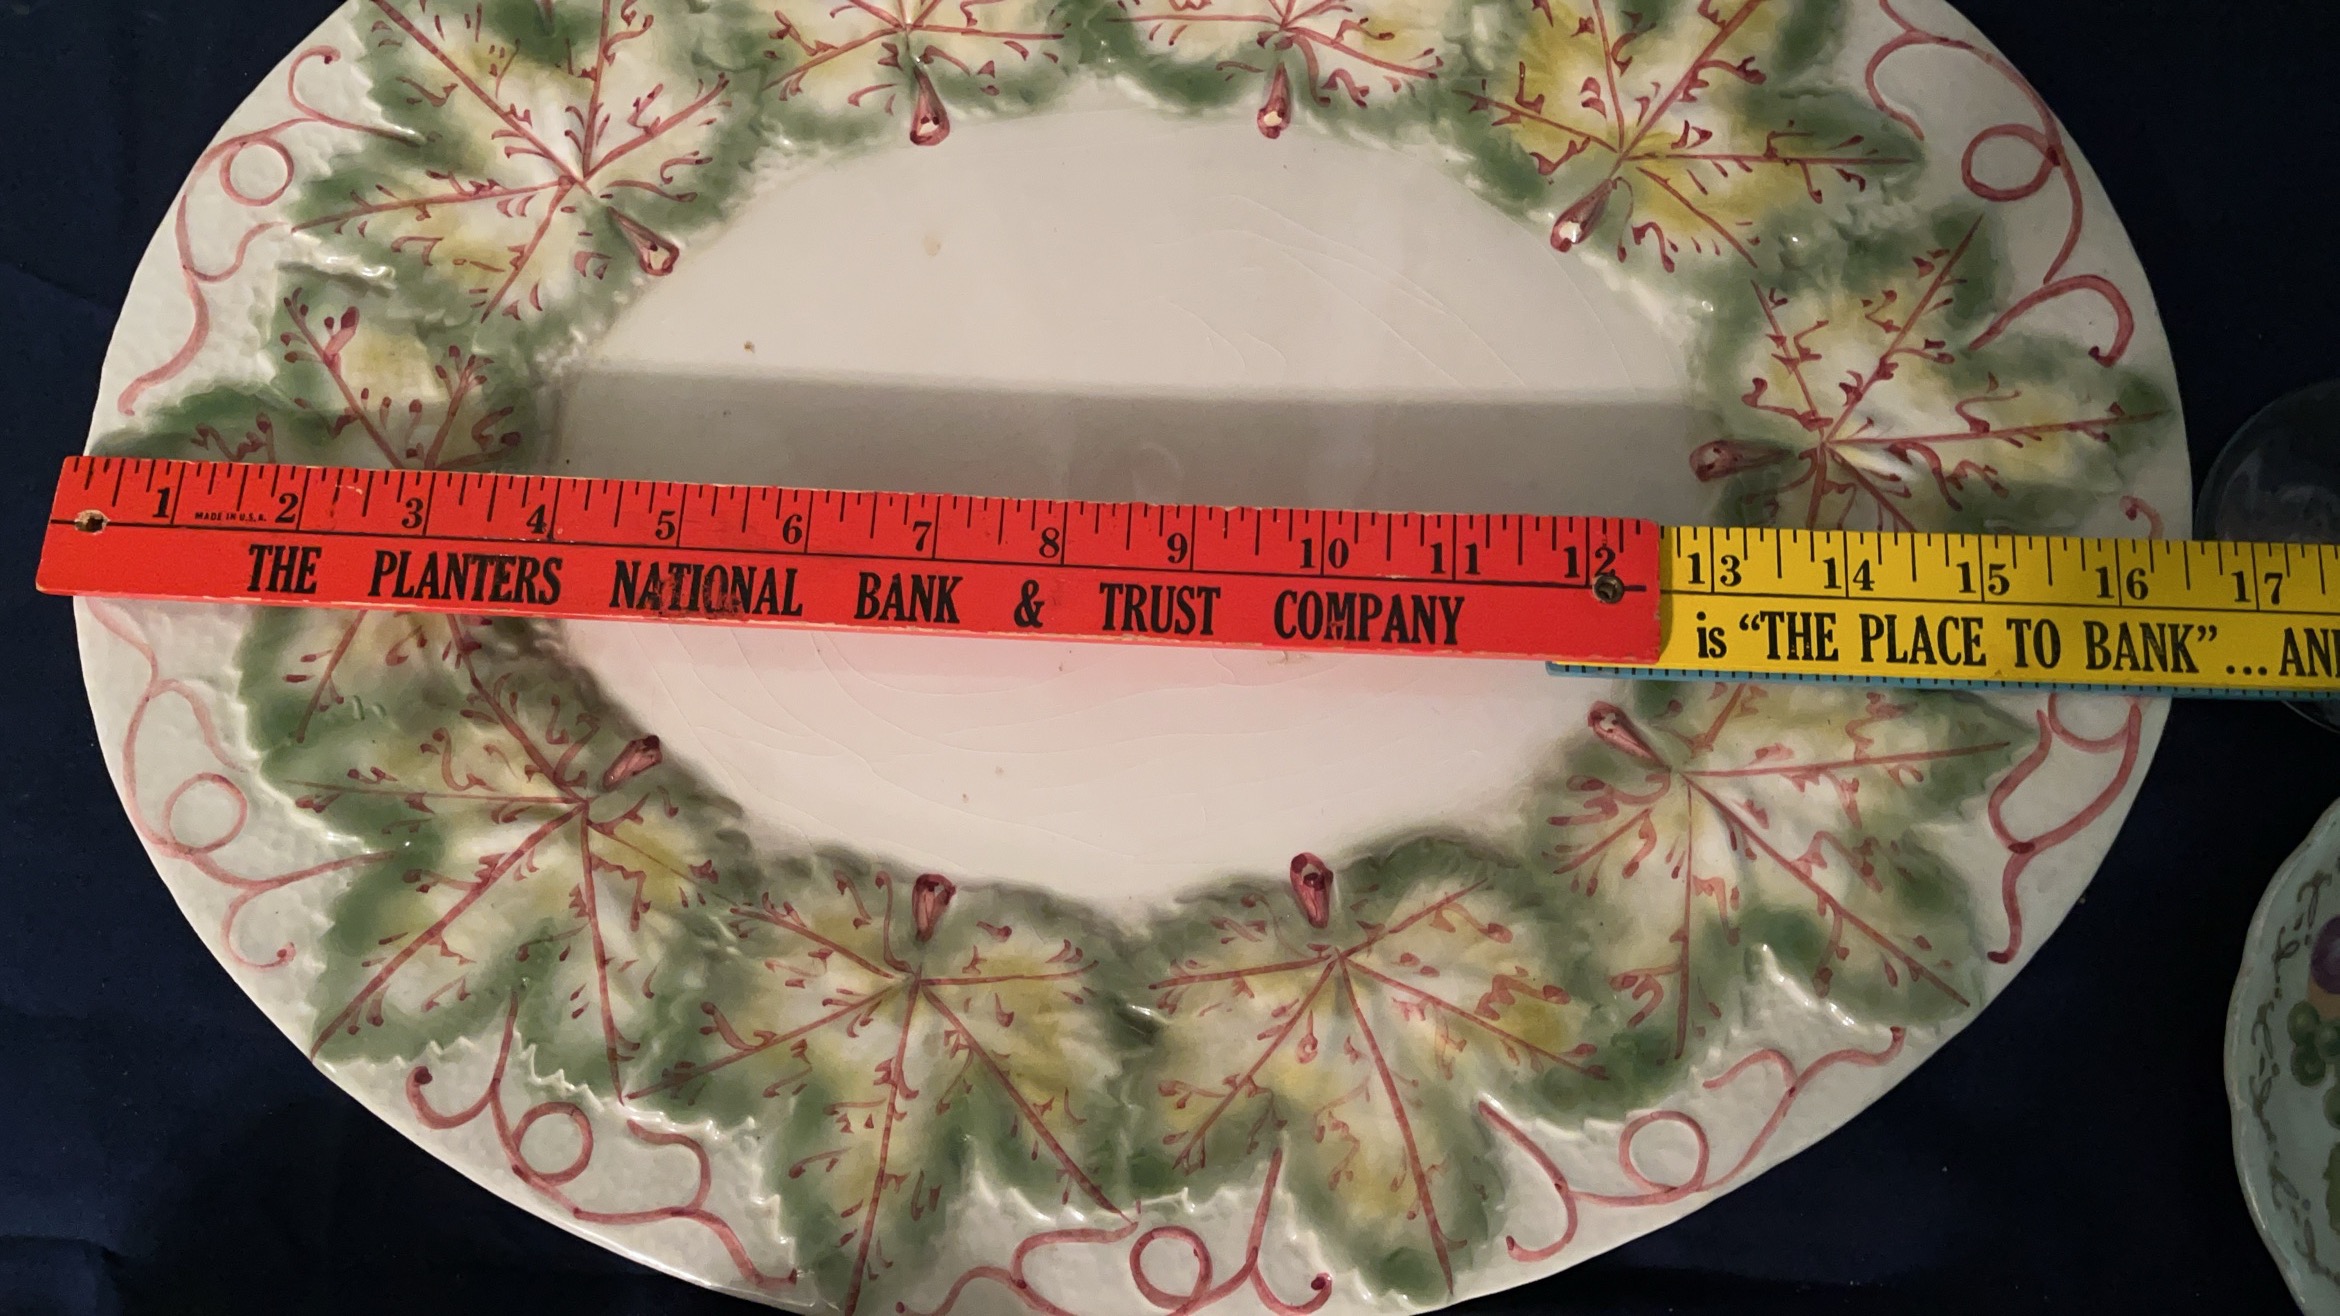 1 2 3 4 5 6 7 8 9 10 11 12 13 14 15 16 17
MADE IN U.S.A.
THE PLANTERS NATIONAL BANK & TRUST COMPANY is “THE PLACE TO BANK”... AN